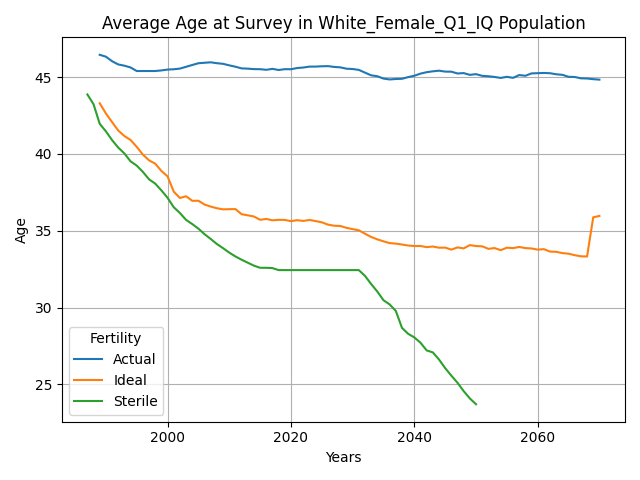 Average Age at Survey in White_Female_Q1_IQ Population
Age
45
40
35
30
25
Fertility
Actual
Ideal
Sterile
2000 2020 2040 2060
Years